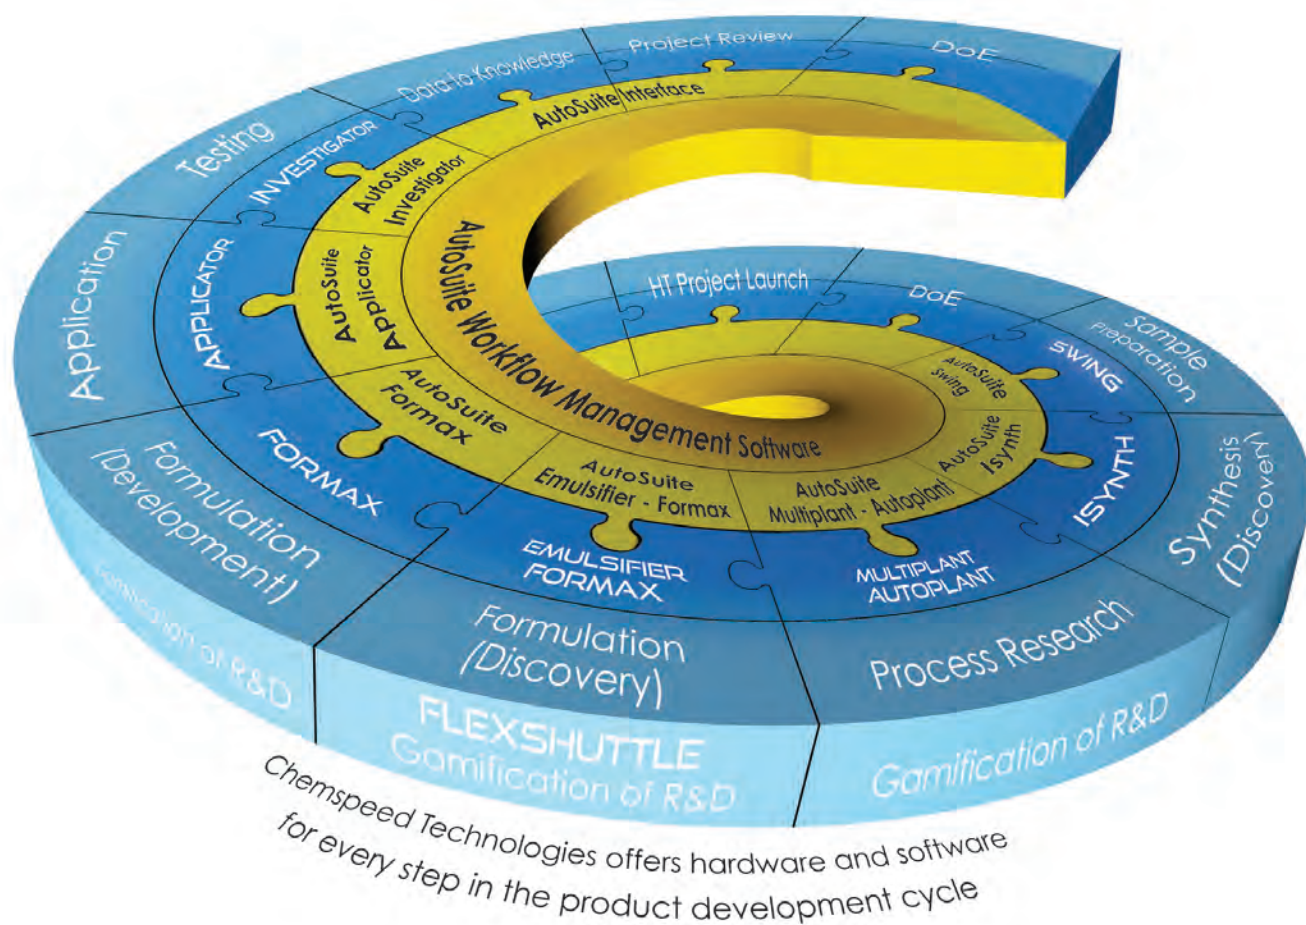 Project Review
DoE
Data to Knowledge
Testing
Application
Formulation
(Development)
Formulation
(Discovery)
Process Research
Synthesis
(Discovery)
Sample
Preparation
DoE
HT Project Launch
INVESTIGATOR
APPLICATOR
FORMAX
EMULSIFIER
FORMAX
MULTIPLANT
AUTOPLANT
ISYNTH
SWING
AutoSuite Interface
AutoSuite
Investigator
AutoSuite
Applicator
AutoSuite
Formax
AutoSuite
Emulsifier - Formax
AutoSuite
Multiplant - Autoplant
AutoSuite
Isynth
AutoSuite
Swing
AutoSuite Workflow Management Software
Gamification of R&D
FLEXSHUTTLE
Gamification of R&D
Gamification of R&D
Chemspeed Technologies offers hardware and software
for every step in the product development cycle